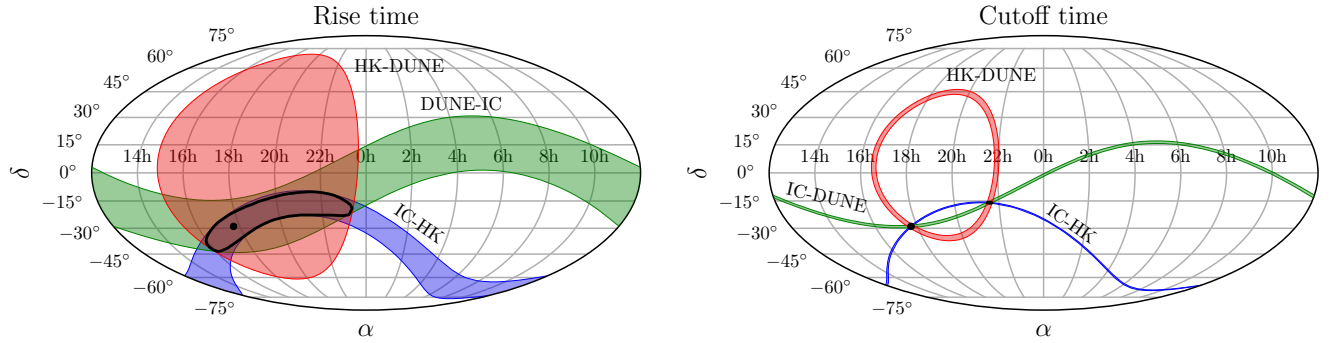 Rise time
75°
60°
45°
30°
15°
0°
−15°
−30°
−45°
−60°
−75°
δ
HK-DUNE
DUNE-IC
14h 16h 18h 20h 22h 0h 2h 4h 6h 8h 10h
IC-HK
α
Cutoff time
75°
60°
45°
30°
15°
0°
−15°
−30°
−45°
−60°
−75°
δ
HK-DUNE
14h 16h 18h 20h 22h 0h 2h 4h 6h 8h 10h
IC-DUNE
IC-HK
α